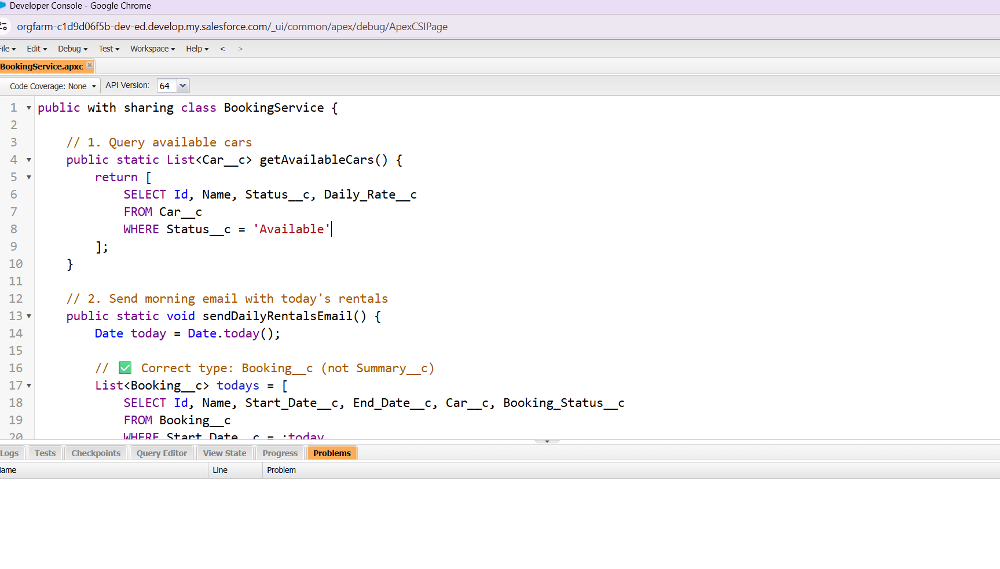 Developer Console - Google Chrome
orgfarm-c1d9d06f5b-dev-ed.develop.my.salesforce.com/_ui/common/apex/debug/ApexCSIPage
ile Edit Debug Test Workspace Help < >
BookingService.apxc
Code Coverage: None API Version: 64
1 public with sharing class BookingService {
2
3 // 1. Query available cars
4 public static List<Car__c> getAvailableCars() {
5 return [
6 SELECT Id, Name, Status__c, Daily_Rate__c
7 FROM Car__c
8 WHERE Status__c = 'Available'
9 ];
10 }
11
12 // 2. Send morning email with today's rentals
13 public static void sendDailyRentalsEmail() {
14 Date today = Date.today();
15
16 // ✅ Correct type: Booking__c (not Summary__c)
17 List<Booking__c> todays = [
18 SELECT Id, Name, Start_Date__c, End_Date__c, Car__c, Booking_Status__c
19 FROM Booking__c
20 WHERE Start_Date__c = :today
Logs Tests Checkpoints Query Editor View State Progress Problems
ame Line Problem